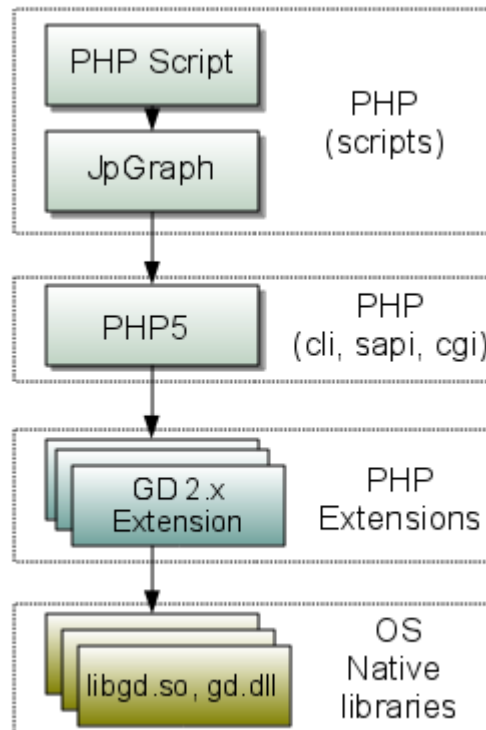 PHP Script
JpGraph
PHP
(scripts)
PHP5
PHP
(cli, sapi, cgi)
GD 2.x
Extension
PHP
Extensions
libgd.so, gd.dll
OS
Native
libraries